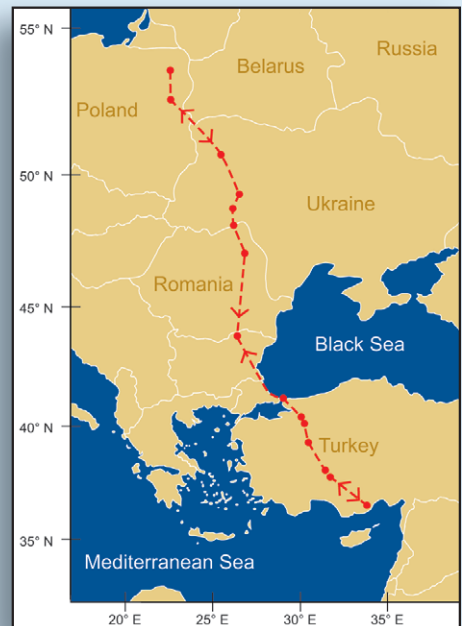 55° N
Russia
Belarus
Poland
50° N
Ukraine
Romania
45° N
Black Sea
40° N
Turkey
35° N
Mediterranean Sea
20° E
25° E
30° E
35° E